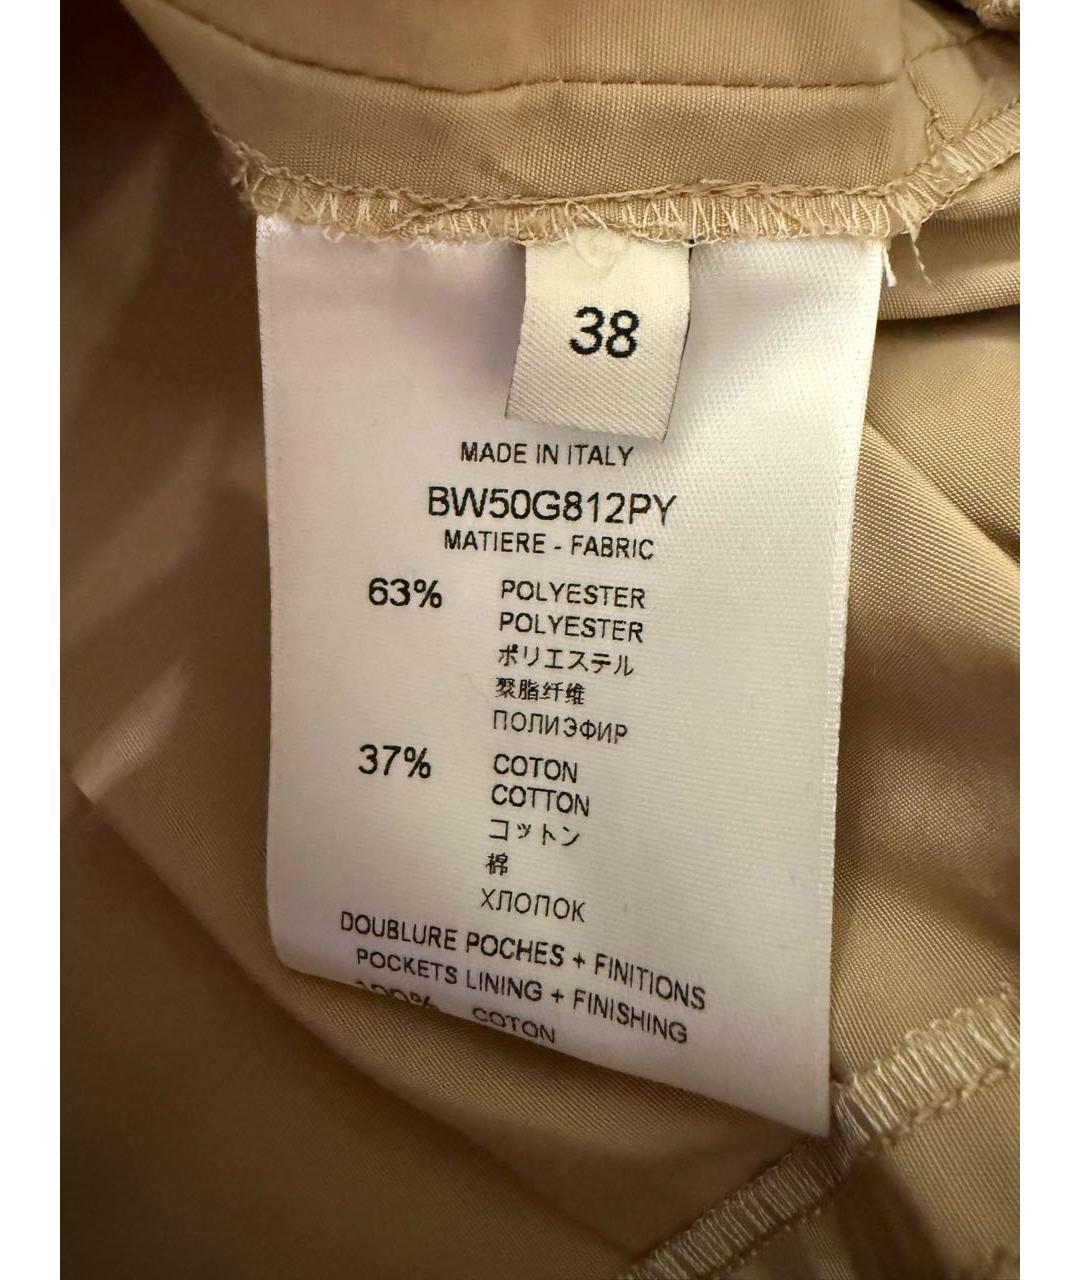 38
MADE IN ITALY
BW50G812PY
MATIERE - FABRIC
63% POLYESTER
POLYESTER
ポリエステル
聚脂纤维
ПОЛИЭФИР
37% COTON
COTTON
コットン
棉
ХЛОПОК
DOUBLURE POCHES + FINITIONS
POCKETS LINING + FINISHING
100% COTON